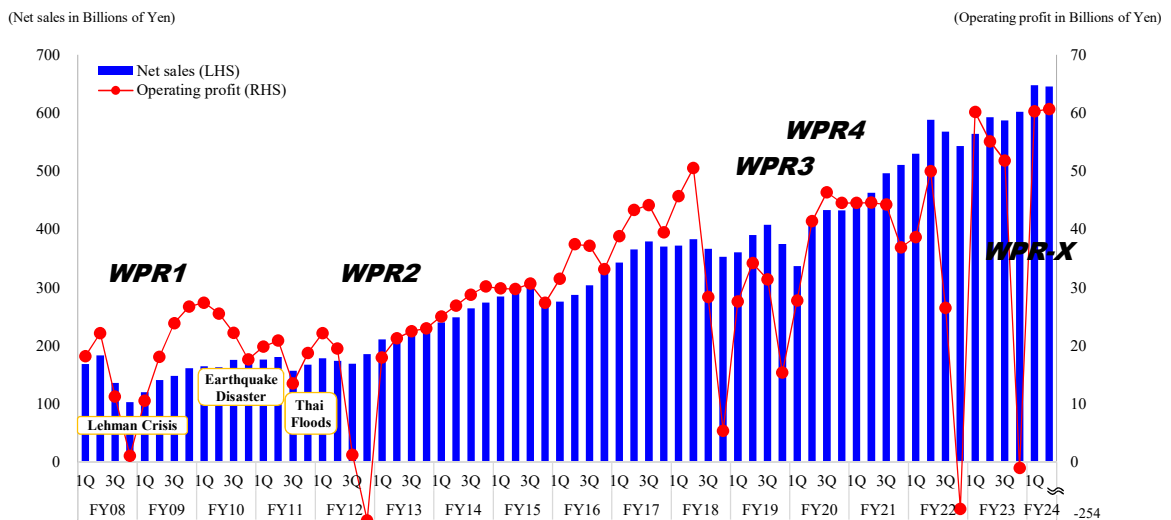 (Net sales in Billions of Yen) (Operating profit in Billions of Yen)
700 70
Net sales (LHS)
Operating profit (RHS)
600 60
WPR4
WPR3
500 50
400 40
WPR-X
WPR1 WPR2
300 30
200 20
Earthquake
Disaster
Thai
Floods
100 10
Lehman Crisis
0 0
1Q 3Q 1Q 3Q 1Q 3Q 1Q 3Q 1Q 3Q 1Q 3Q 1Q 3Q 1Q 3Q 1Q 3Q 1Q 3Q 1Q 3Q 1Q 3Q 1Q 3Q 1Q 3Q 1Q 3Q 1Q 3Q 1Q
FY08 FY09 FY10 FY11 FY12 FY13 FY14 FY15 FY16 FY17 FY18 FY19 FY20 FY21 FY22 FY23 FY24
-254